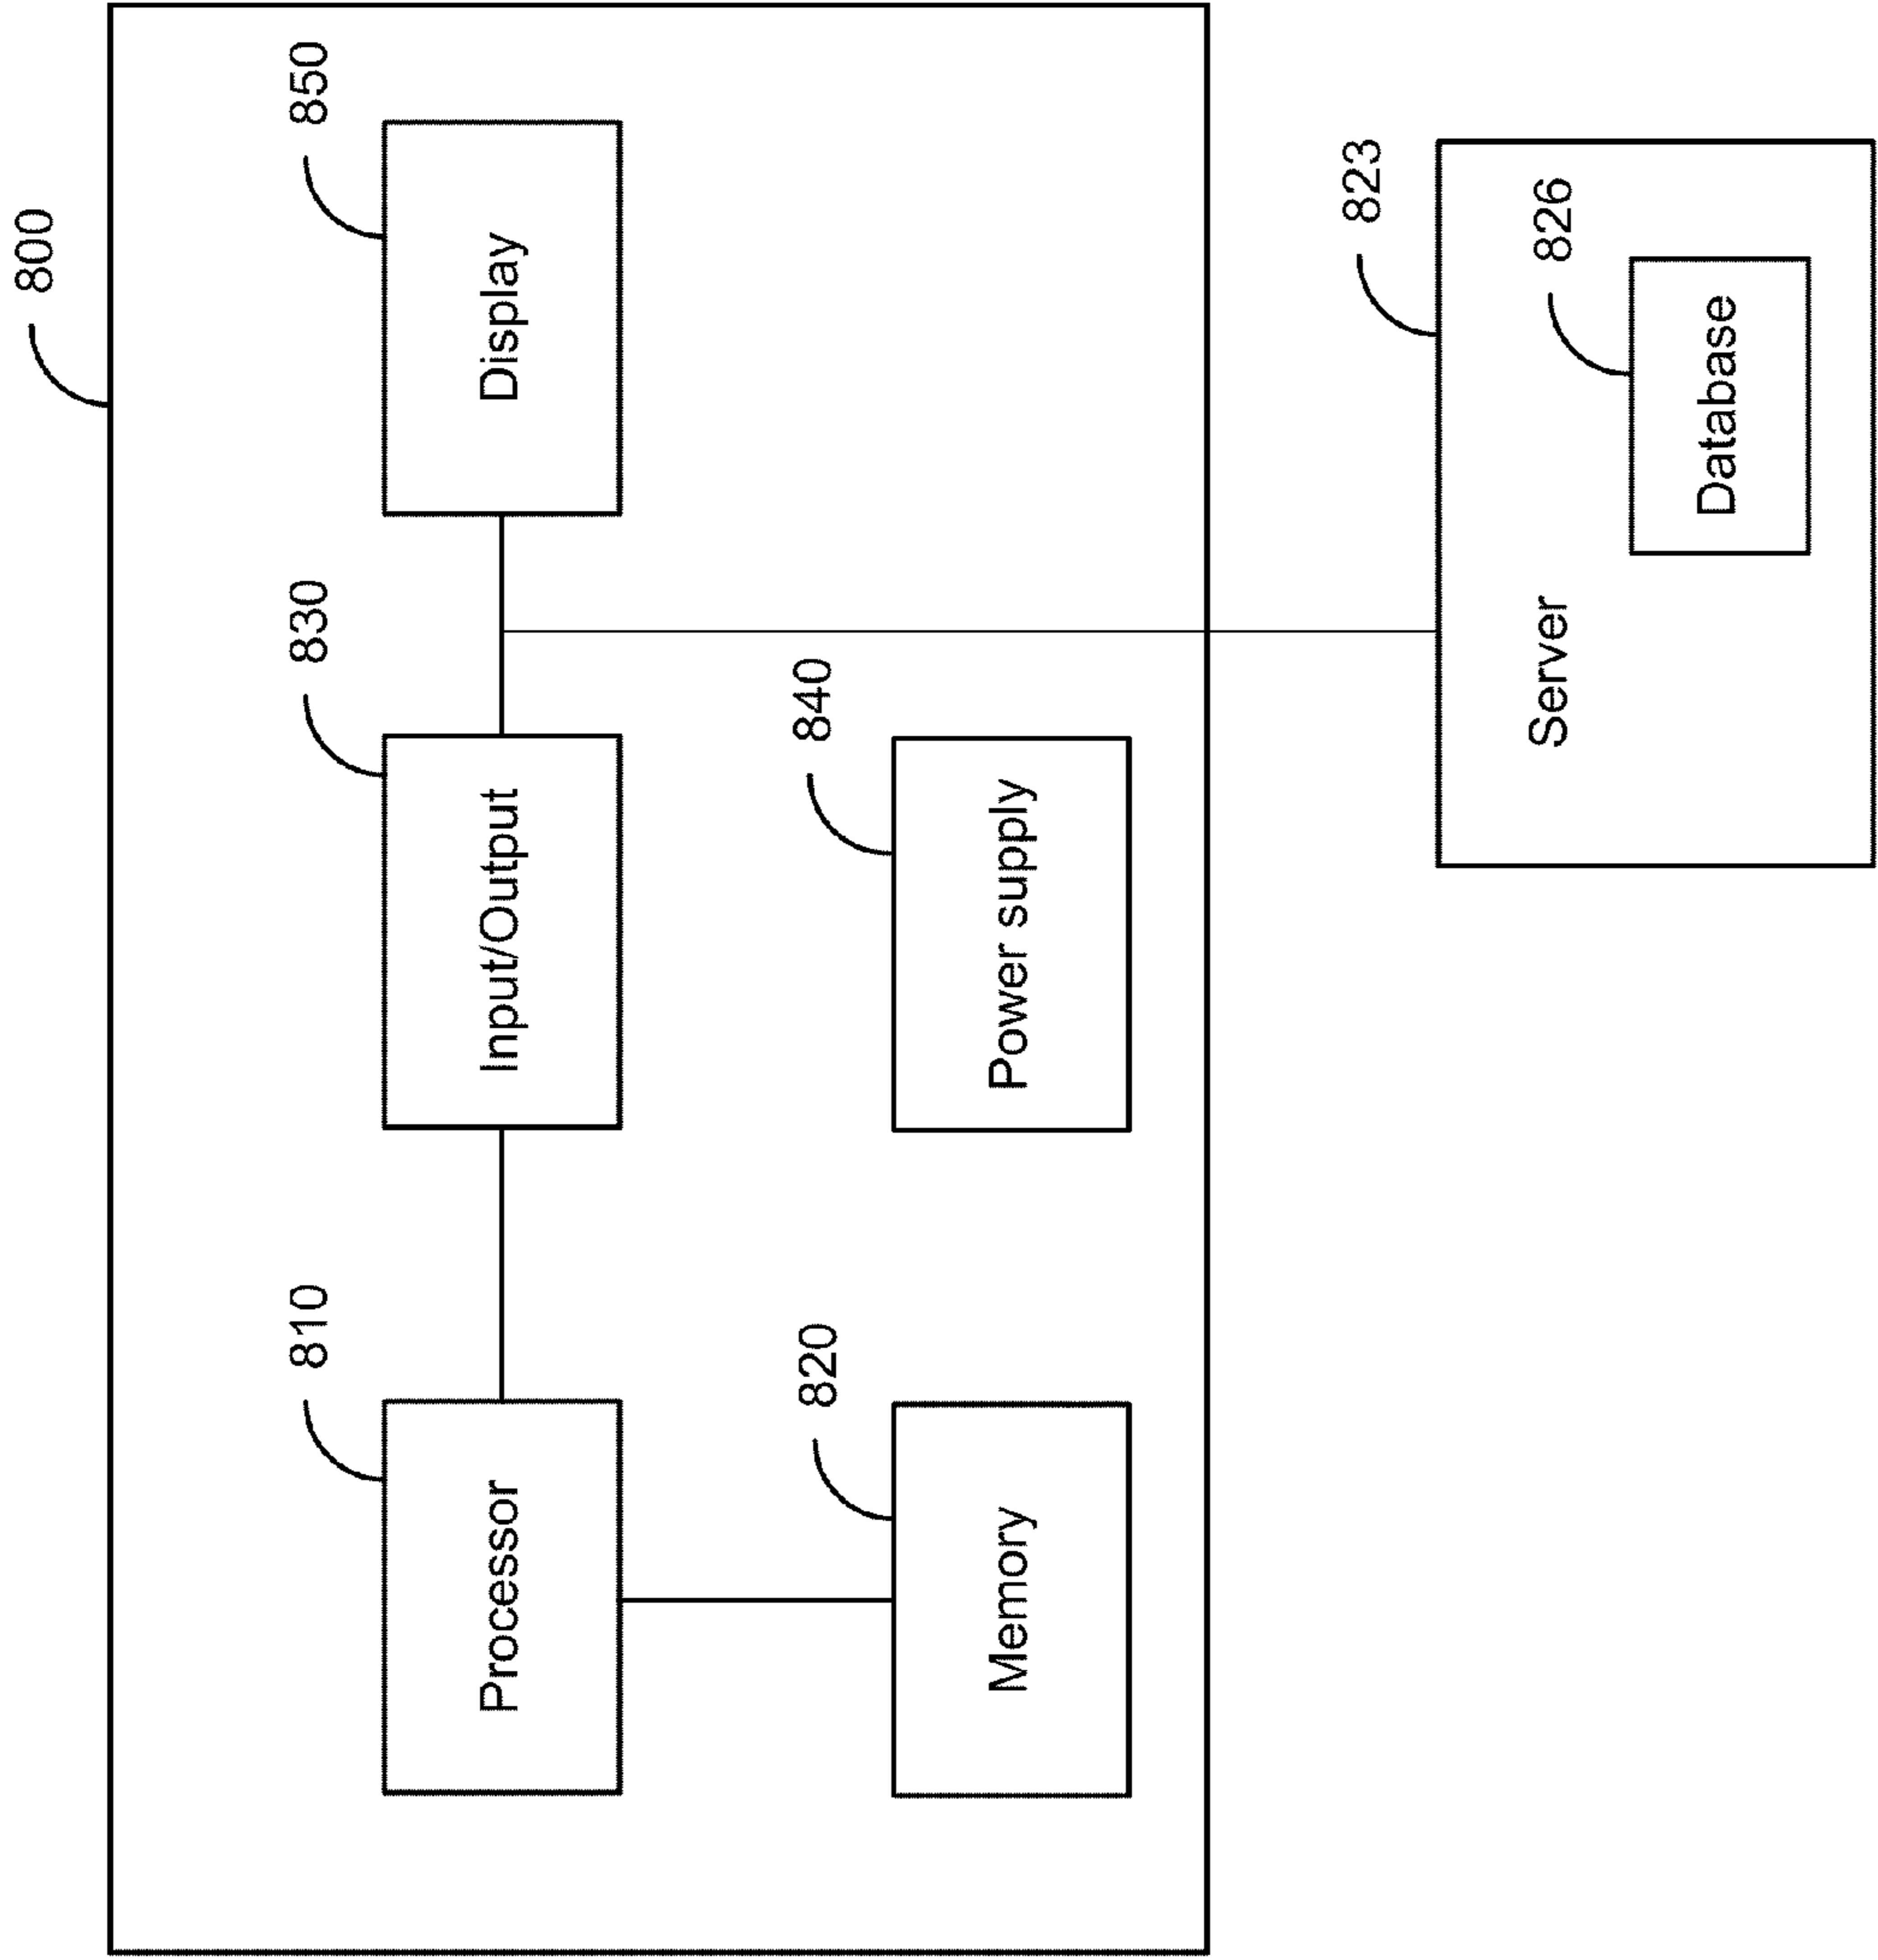 800
810
830
850
Processor
Input/Output
Display
820
840
Memory
Power supply
823
Server
826
Database